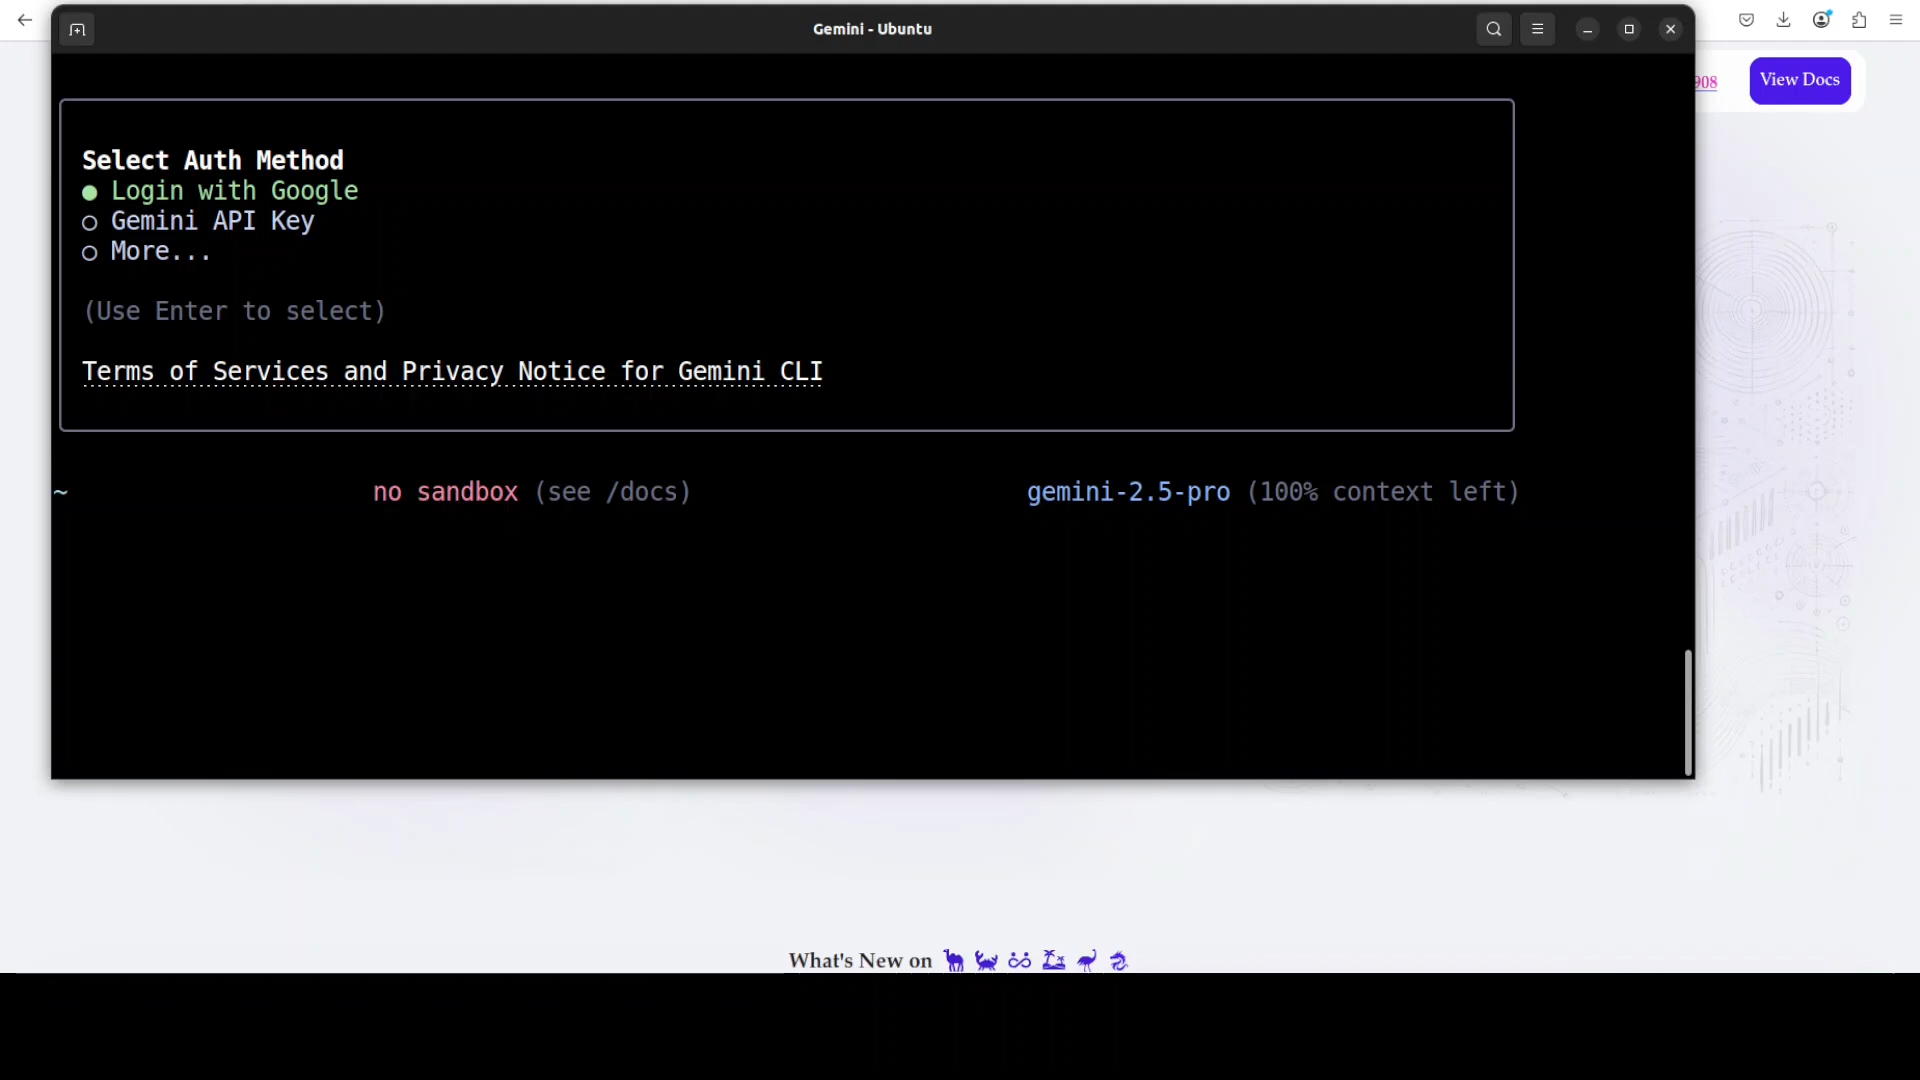 Gemini - Ubuntu
908
View Docs
Select Auth Method
● Login with Google
○ Gemini API Key
○ More...
(Use Enter to select)
Terms of Services and Privacy Notice for Gemini CLI
~ no sandbox (see /docs) gemini-2.5-pro (100% context left)
What's New on